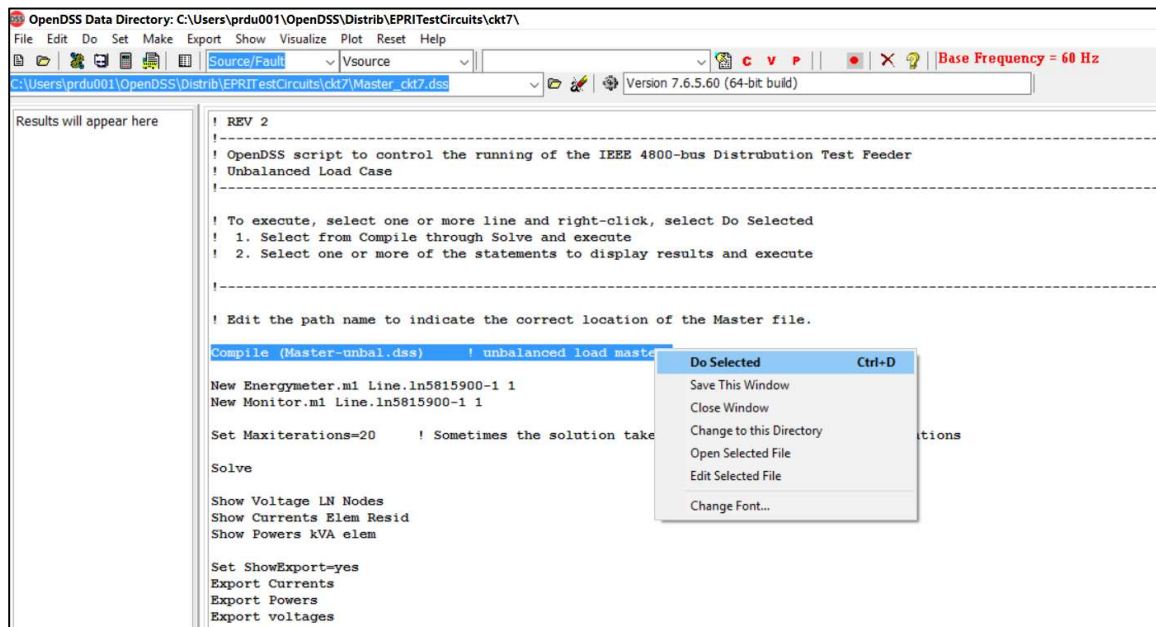 OpenDSS Data Directory: C:\Users\prdu001\OpenDSS\Distrib\EPRITestCircuits\ckt7\
File Edit Do Set Make Export Show Visualize Plot Reset Help
Source/Fault Vsource C V P Base Frequency = 60 Hz
C:\Users\prdu001\OpenDSS\Distrib\EPRITestCircuits\ckt7\Master_ckt7.dss Version 7.6.5.60 (64-bit build)
Results will appear here
! REV 2
!------------------------------------------------------------
! OpenDSS script to control the running of the IEEE 4800-bus Distrubution Test Feeder
! Unbalanced Load Case
!------------------------------------------------------------
! To execute, select one or more line and right-click, select Do Selected
! 1. Select from Compile through Solve and execute
! 2. Select one or more of the statements to display results and execute
!------------------------------------------------------------
! Edit the path name to indicate the correct location of the Master file.
Compile (Master-unbal.dss) ! unbalanced load maste
New Energymeter.m1 Line.ln5815900-1 1
New Monitor.m1 Line.ln5815900-1 1
Set Maxiterations=20 ! Sometimes the solution take tions
Solve
Show Voltage LN Nodes
Show Currents Elem Resid
Show Powers kVA elem
Set ShowExport=yes
Export Currents
Export Powers
Export voltages
Do Selected Ctrl+D
Save This Window
Close Window
Change to this Directory
Open Selected File
Edit Selected File
Change Font...